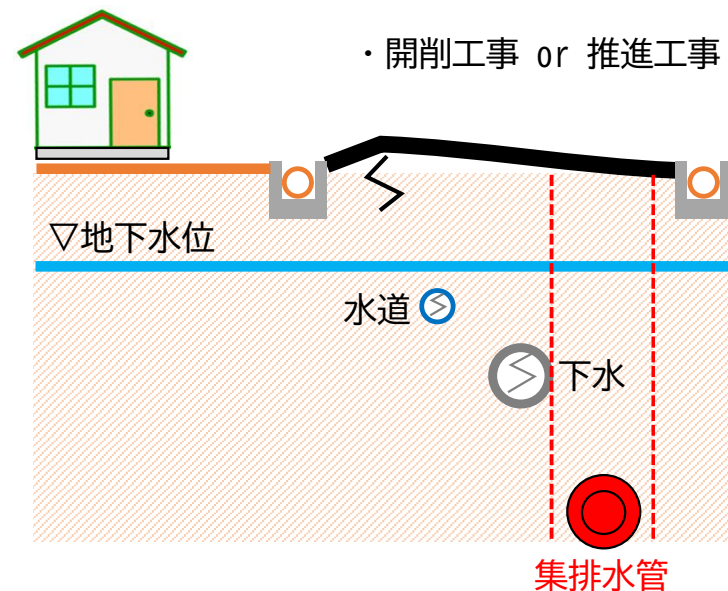 ・開削工事 or 推進工事
▽地下水位
水道
下水
集排水管